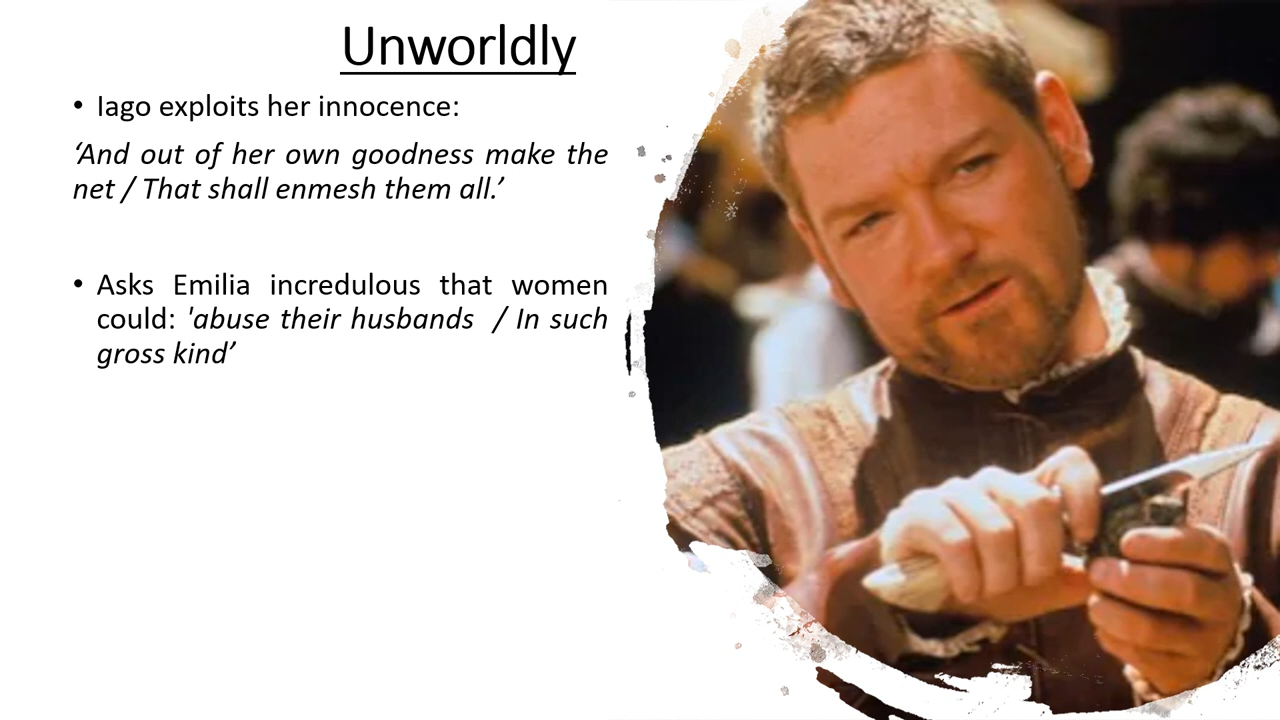 Unworldly
• Iago exploits her innocence:
‘And out of her own goodness make the
net / That shall enmesh them all.’
• Asks Emilia incredulous that women
could: 'abuse their husbands / In such
gross kind’